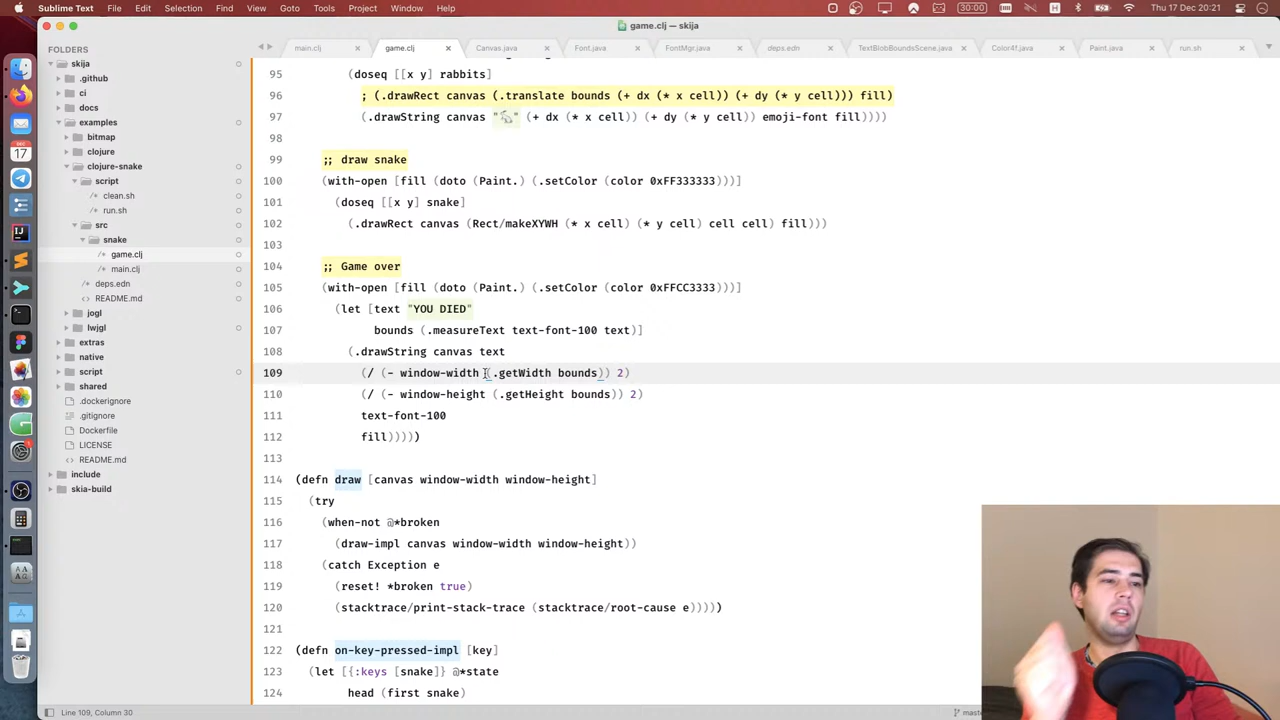 Sublime Text File Edit Selection Find View Goto Tools Project Window Help
00:00 Thu 17 Dec 20:21
game.clj — skija
FOLDERS
skija
.github
ci
docs
examples
bitmap
clojure
clojure-snake
script
clean.sh
run.sh
src
snake
game.clj
main.clj
deps.edn
README.md
jogl
lwjgl
extras
native
script
shared
.dockerignore
.gitignore
Dockerfile
LICENSE
README.md
include
skia-build
main.clj game.clj Canvas.java Font.java FontMgr.java deps.edn TextBlobBoundsScene.java Color4f.java Paint.java run.sh
95 (doseq [[x y] rabbits]
96 ; (.drawRect canvas (.translate bounds (+ dx (* x cell)) (+ dy (* y cell))) fill)
97 (.drawString canvas "🐇" (+ dx (* x cell)) (+ dy (* y cell)) emoji-font fill))))
98
99 ;; draw snake
100 (with-open [fill (doto (Paint.) (.setColor (color 0xFF333333)))]
101 (doseq [[x y] snake]
102 (.drawRect canvas (Rect/makeXYWH (* x cell) (* y cell) cell cell) fill)))
103
104 ;; Game over
105 (with-open [fill (doto (Paint.) (.setColor (color 0xFFCC3333)))]
106 (let [text "YOU DIED"
107 bounds (.measureText text-font-100 text)]
108 (.drawString canvas text
109 (/ (- window-width (.getWidth bounds)) 2)
110 (/ (- window-height (.getHeight bounds)) 2)
111 text-font-100
112 fill))))
113
114 (defn draw [canvas window-width window-height]
115 (try
116 (when-not @*broken
117 (draw-impl canvas window-width window-height))
118 (catch Exception e
119 (reset! *broken true)
120 (stacktrace/print-stack-trace (stacktrace/root-cause e)))))
121
122 (defn on-key-pressed-impl [key]
123 (let [{:keys [snake]} @*state
124 head (first snake)
Line 109, Column 30